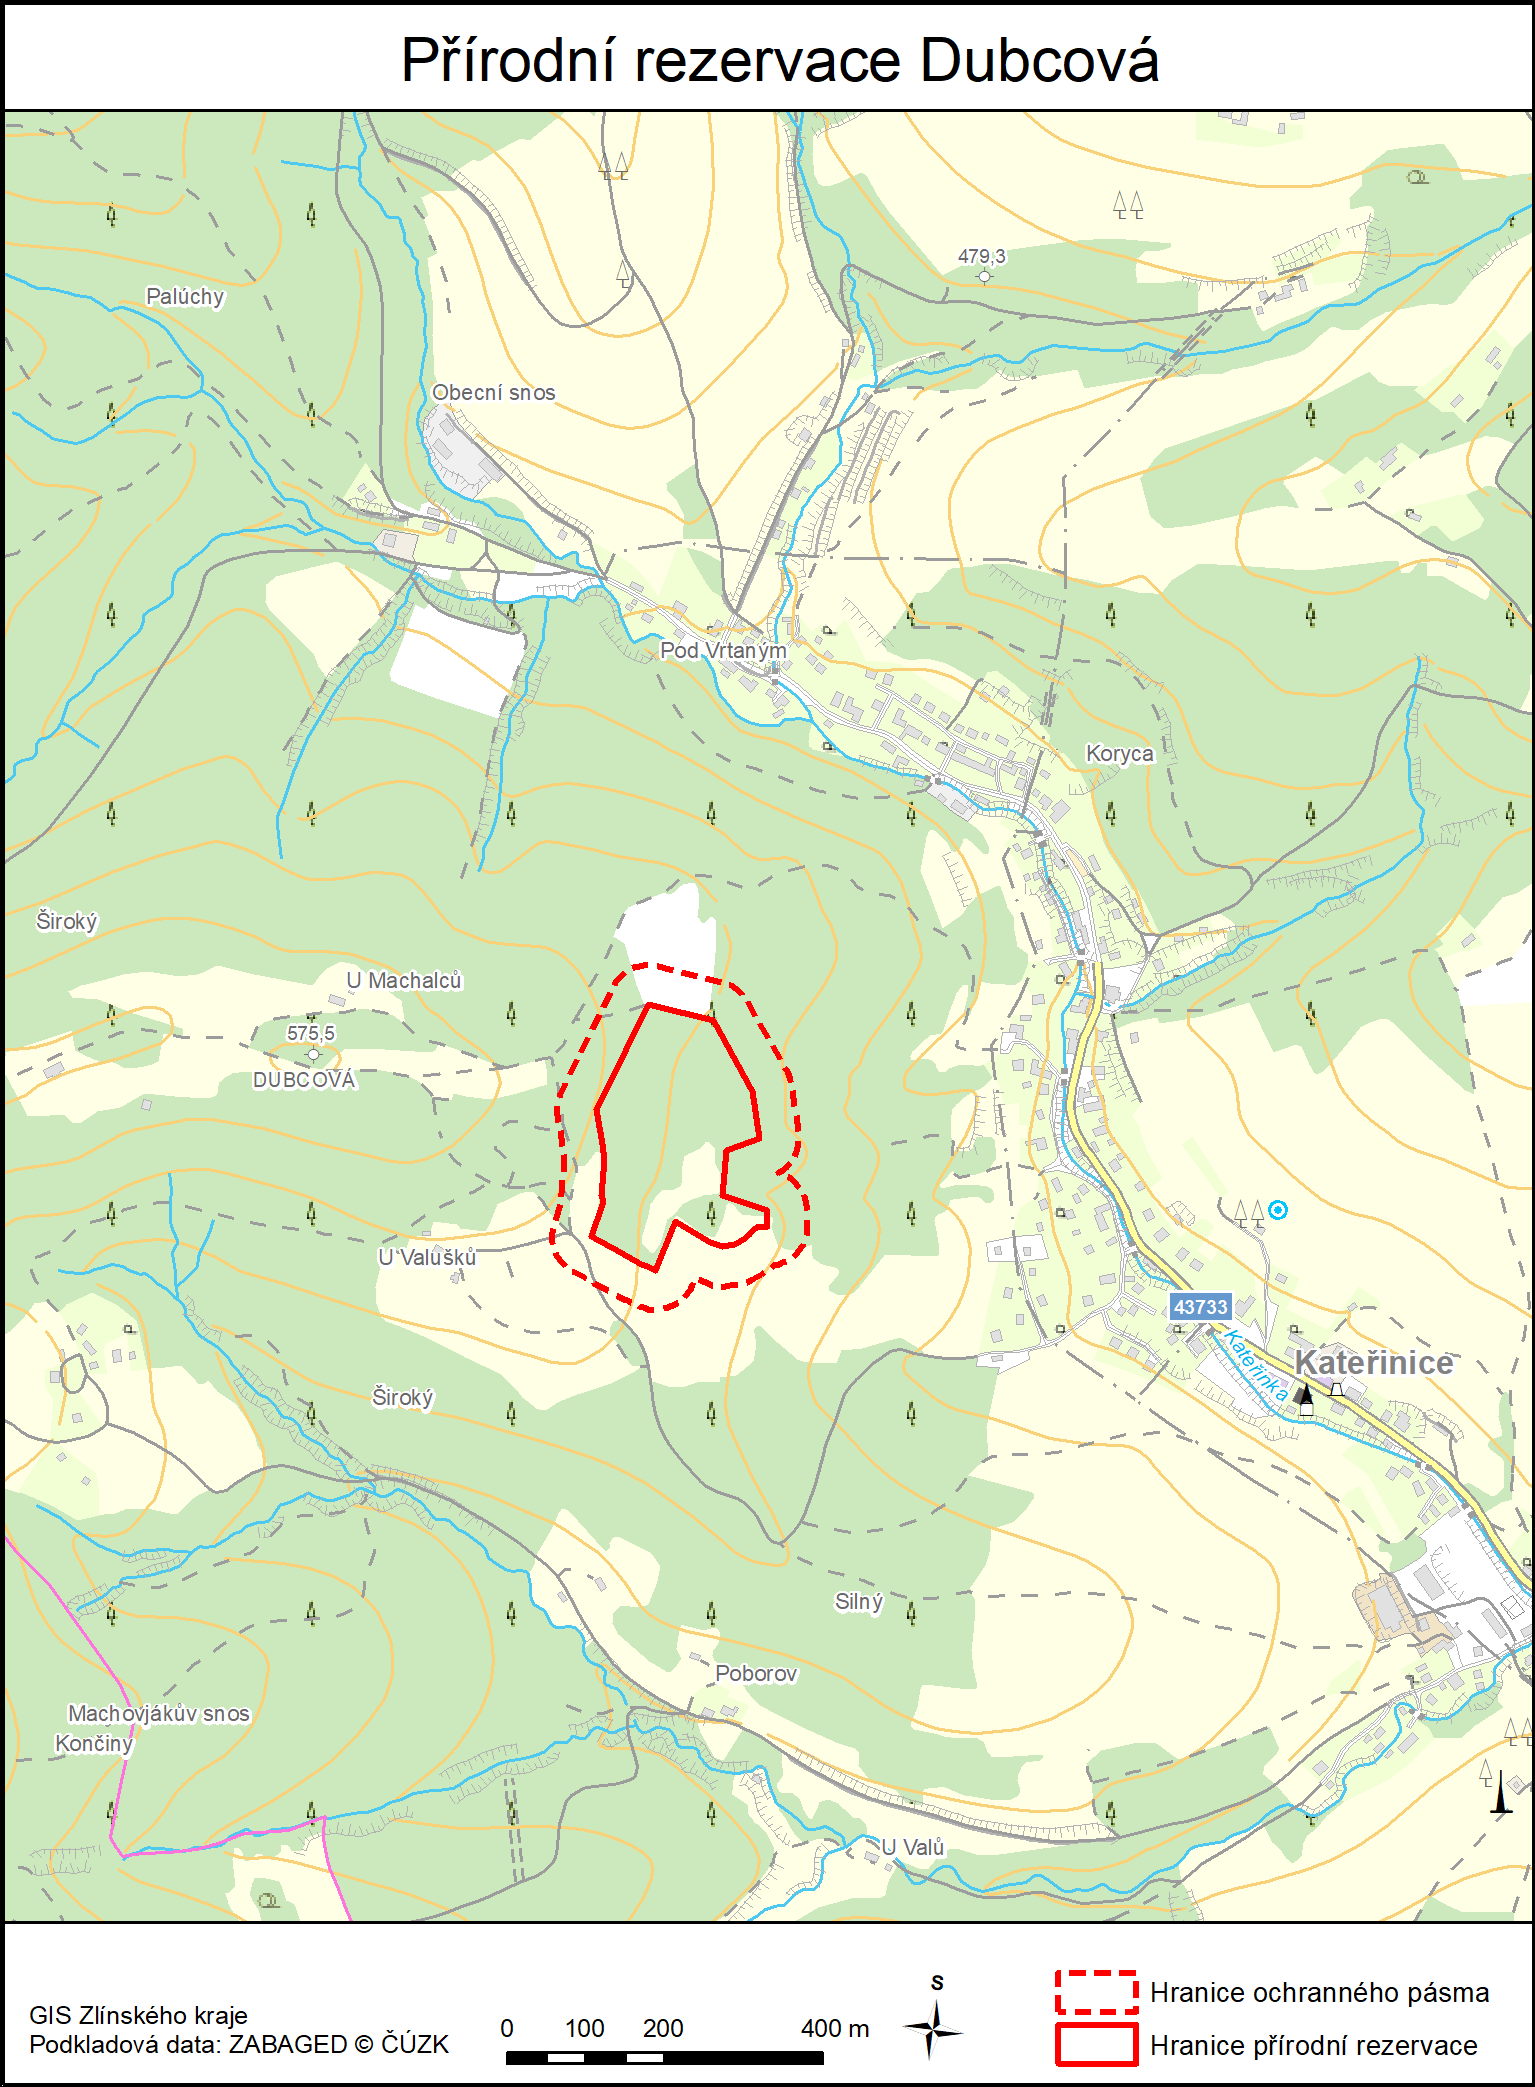 Přírodní rezervace Dubcová
479,3
Palúchy
Obecní snos
Pod Vrtaným
Koryca
Široký
U Machalců
575,5
DUBCOVÁ
U Valúšků
43733
Kateřinka
Kateřinice
Široký
Silný
Poborov
Machovjákův snos
Končiny
U Valů
GIS Zlínského kraje
Podkladová data: ZABAGED © ČÚZK
0 100 200 400 m
S
Hranice ochranného pásma
Hranice přírodní rezervace